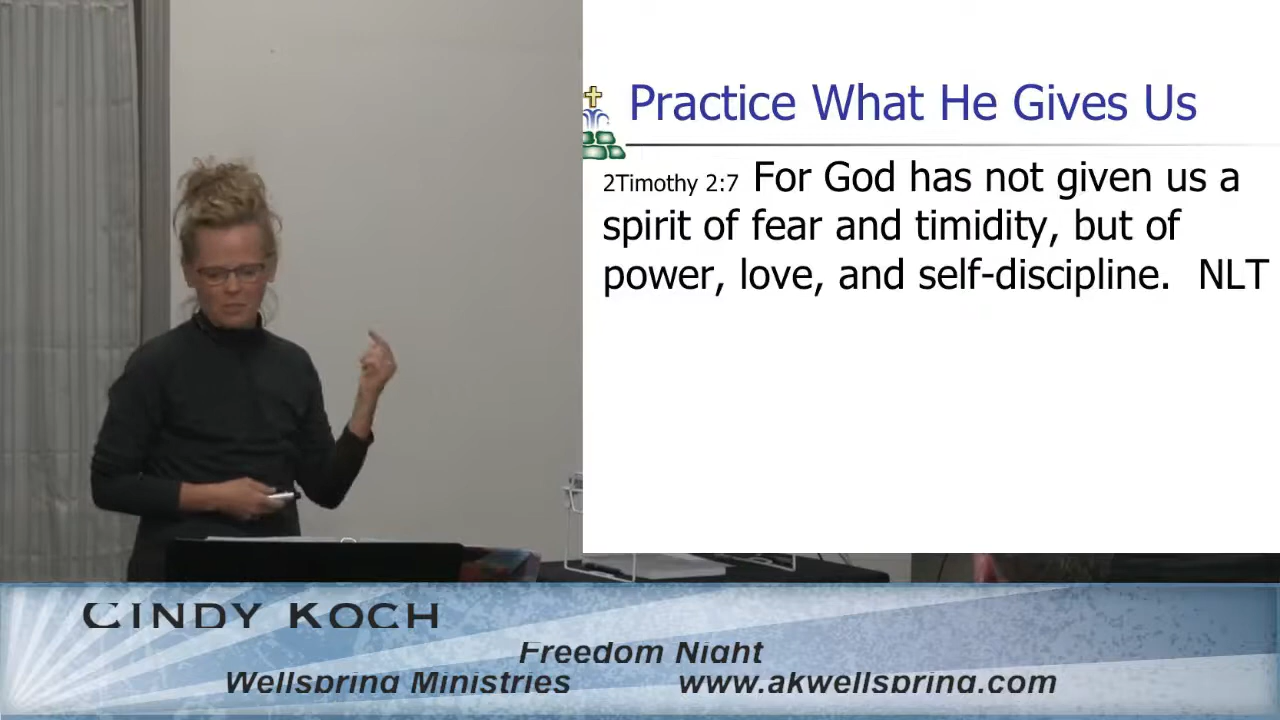 Practice What He Gives Us
2Timothy 2:7 For God has not given us a
spirit of fear and timidity, but of
power, love, and self-discipline. NLT
CINDY KOCH
Freedom Night
Wellspring Ministries www.akwellspring.com